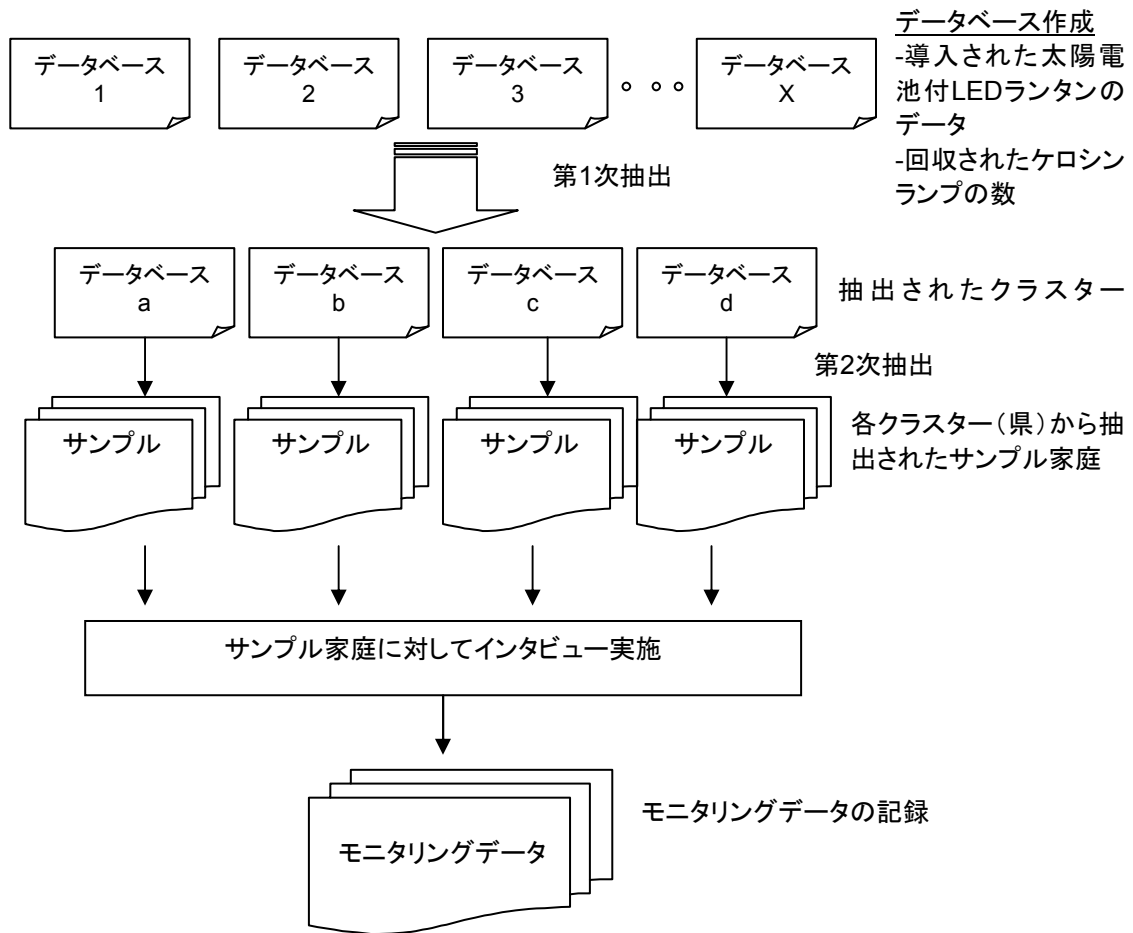 データベース
1
データベース
2
データベース
3
。。。
データベース
X
データベース作成
-導入された太陽電
池付LEDランタンの
データ
-回収されたケロシン
ランプの数
第1次抽出
データベース
a
データベース
b
データベース
c
データベース
d
抽出されたクラスター
第2次抽出
サンプル
サンプル
サンプル
サンプル
各クラスター(県)から抽
出されたサンプル家庭
サンプル家庭に対してインタビュー実施
モニタリングデータ
モニタリングデータの記録